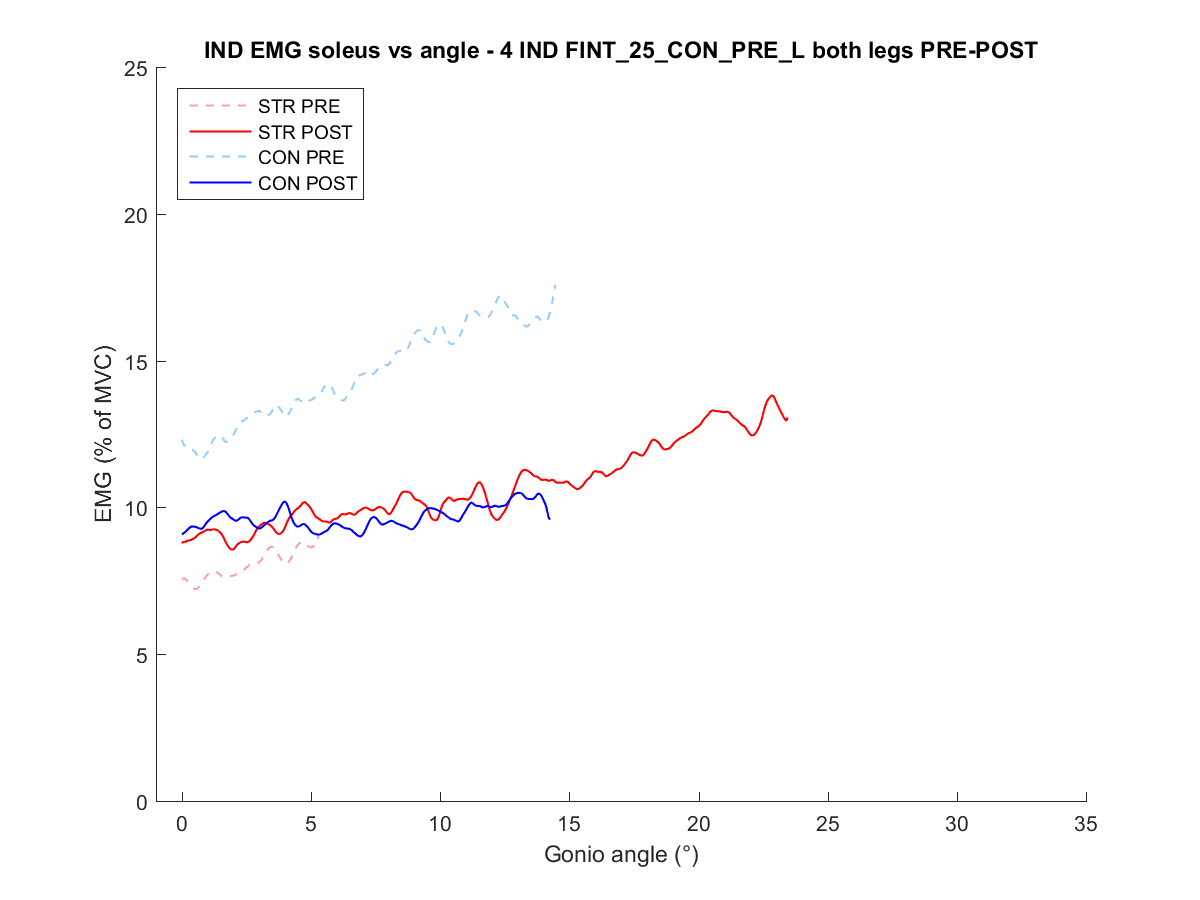 IND EMG soleus vs angle - 4 IND FINT_25_CON_PRE_L both legs PRE-POST
25
20
15
10
5
0
EMG (% of MVC)
STR PRE
STR POST
CON PRE
CON POST
0 5 10 15 20 25 30 35
Gonio angle (°)